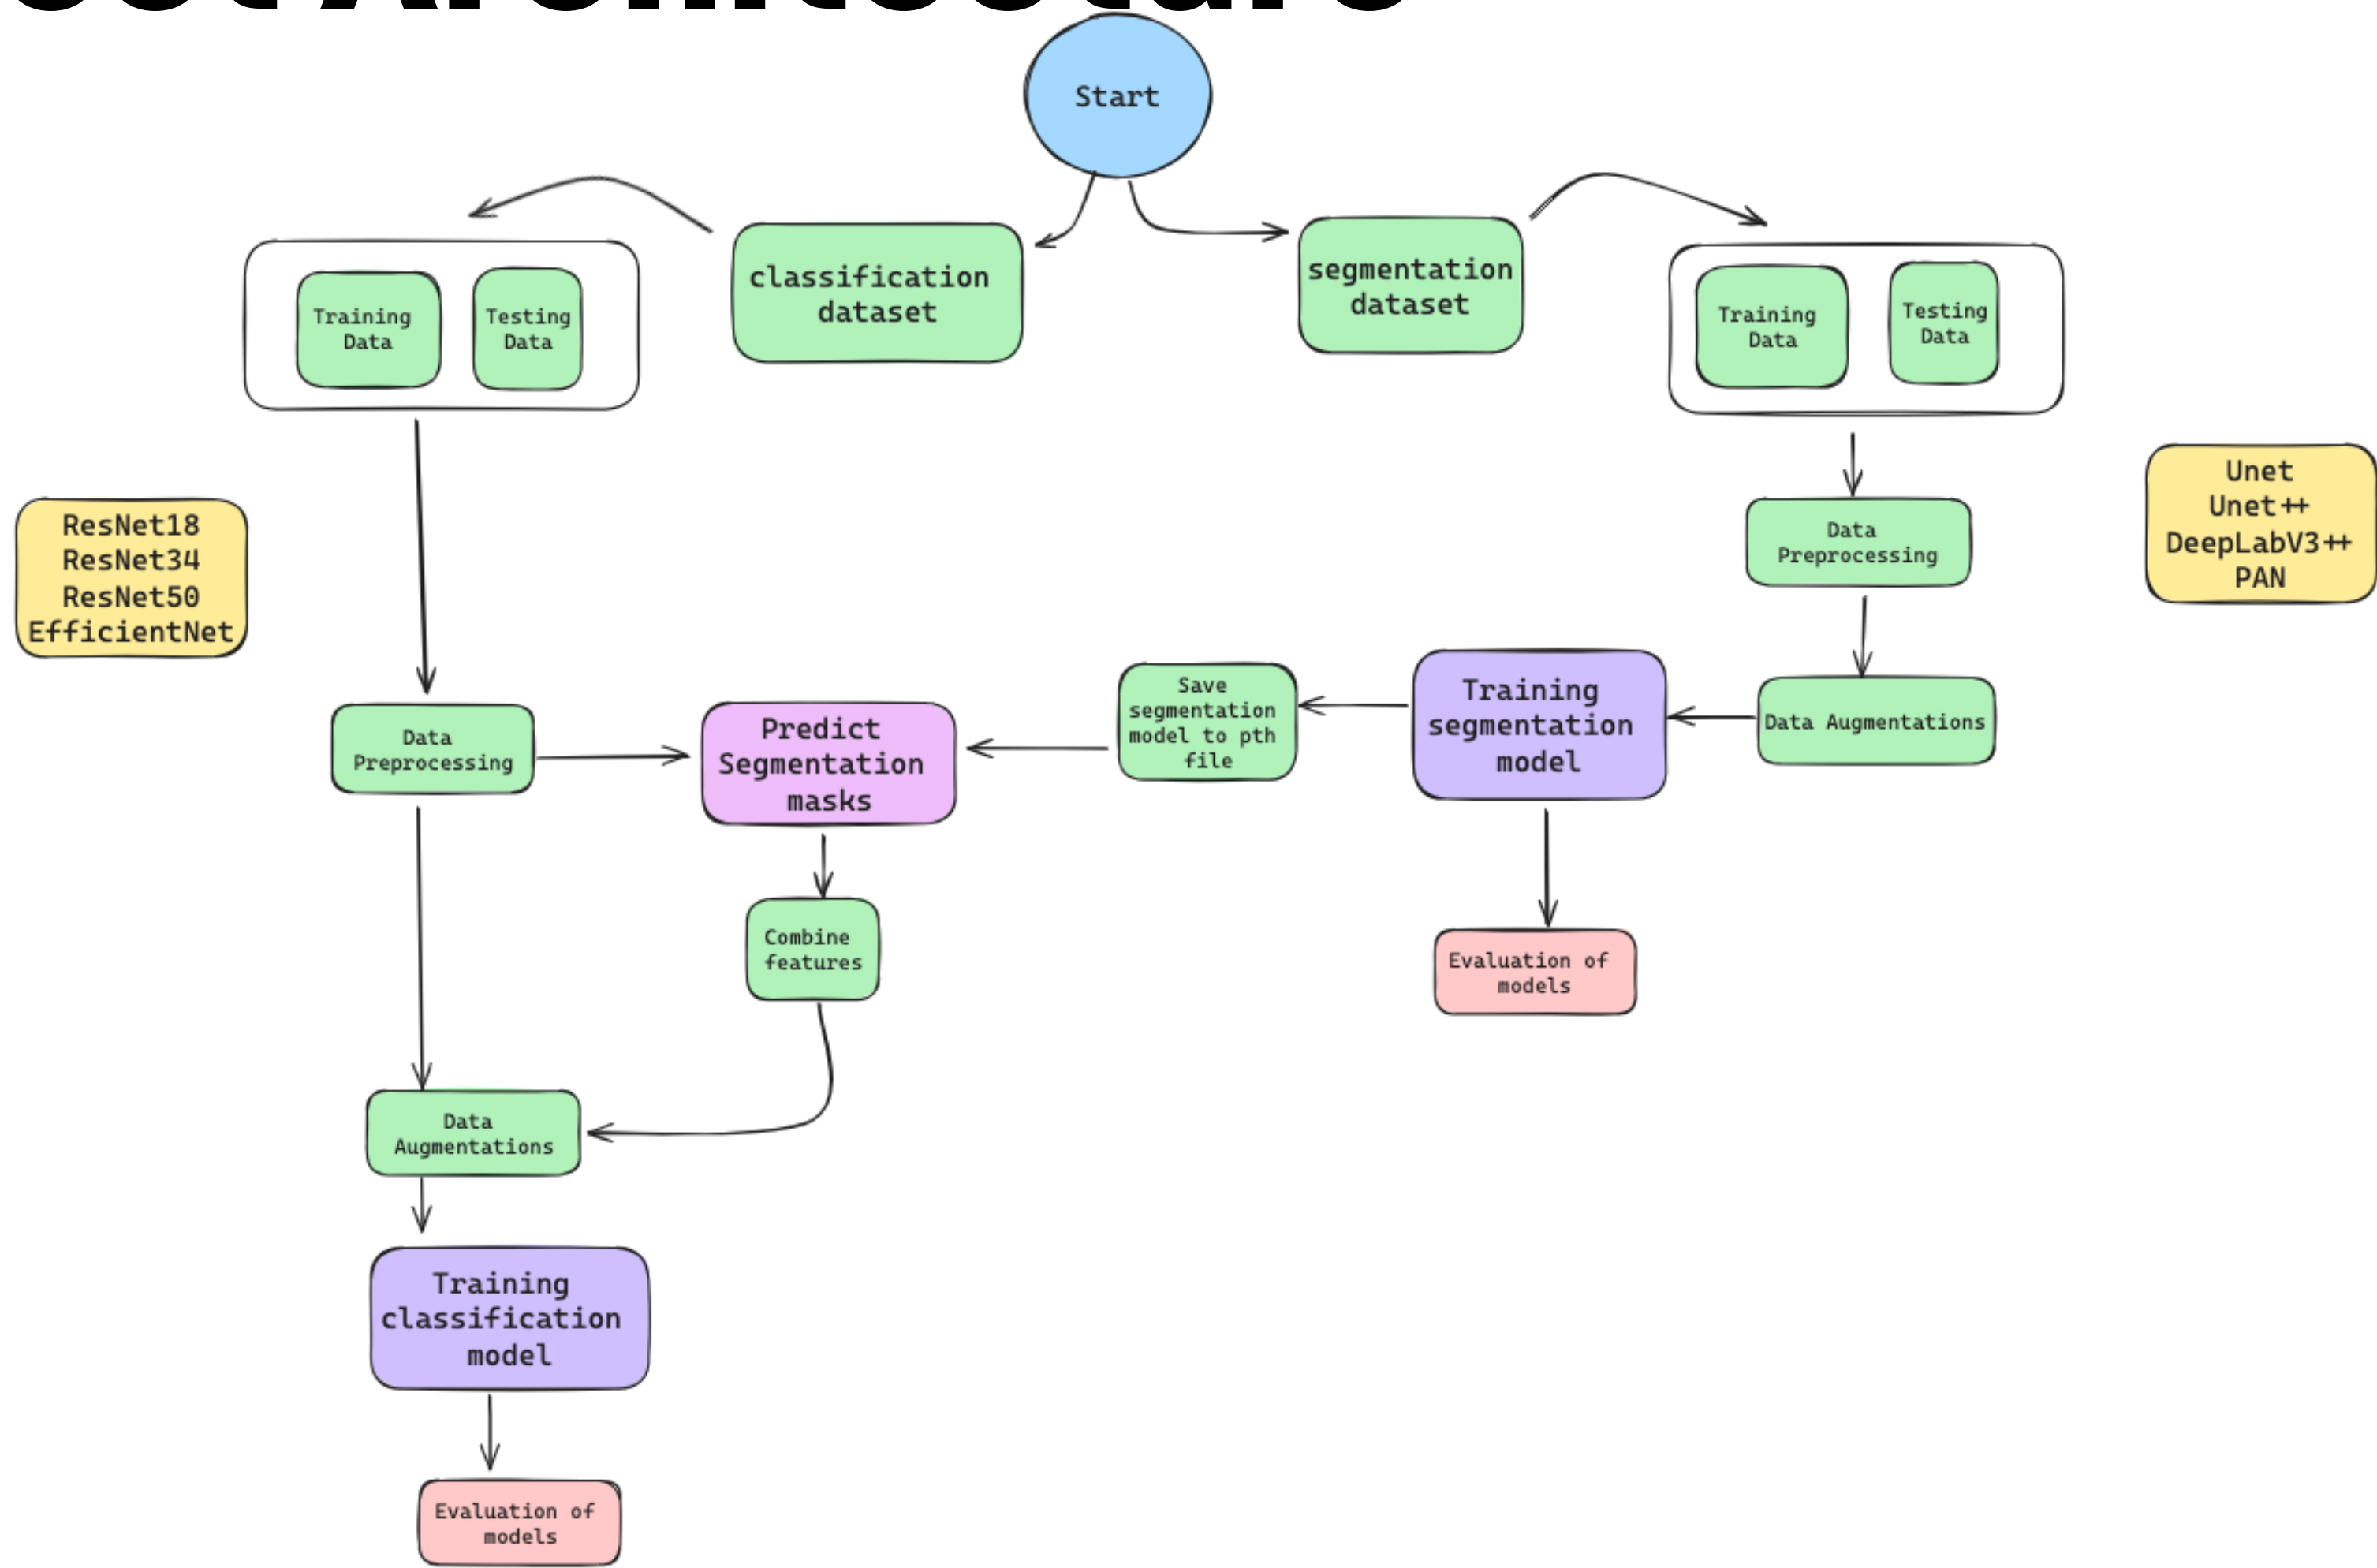 Start
classification
dataset
segmentation
dataset
Training
Data
Testing
Data
Training
Data
Testing
Data
ResNet18
ResNet34
ResNet50
EfficientNet
Unet
Unet++
DeepLabV3++
PAN
Data
Preprocessing
Data
Preprocessing
Predict
Segmentation
masks
Save
segmentation
model to pth
file
Training
segmentation
model
Data Augmentations
Combine
features
Evaluation of
models
Data
Augmentations
Training
classification
model
Evaluation of
models